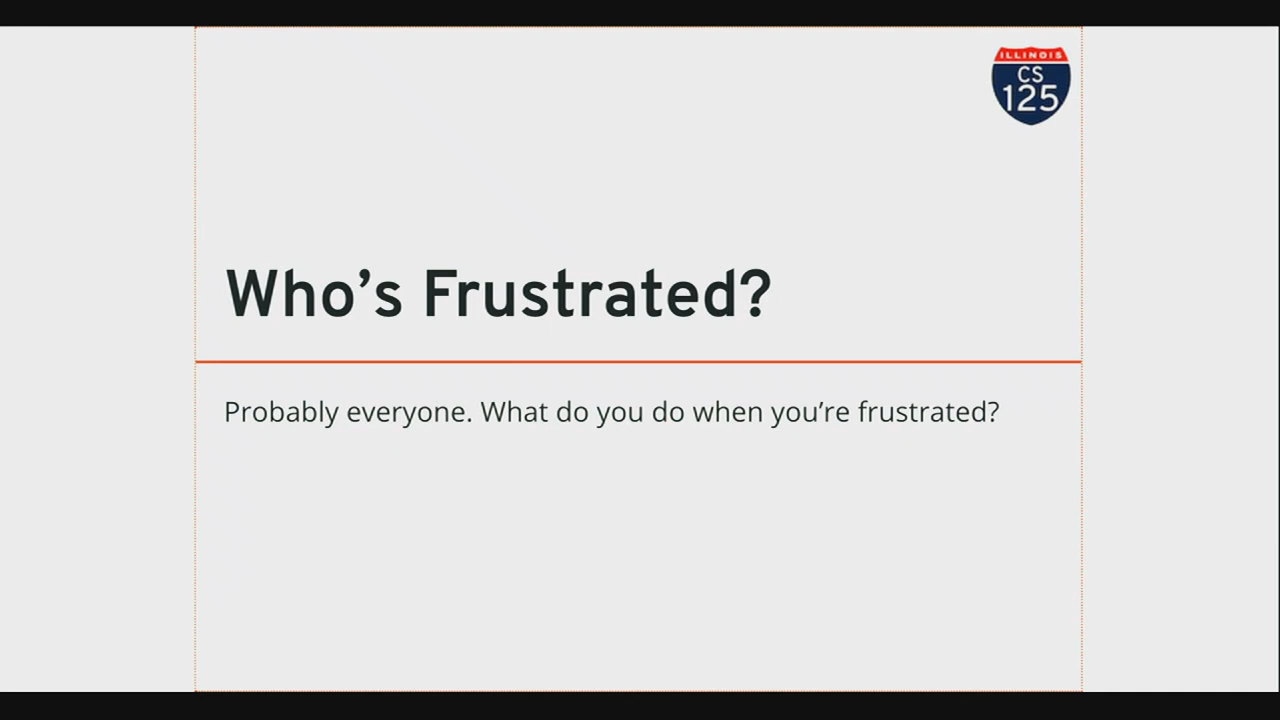 ILLINOIS
CS
125
Who’s Frustrated?
Probably everyone. What do you do when you’re frustrated?